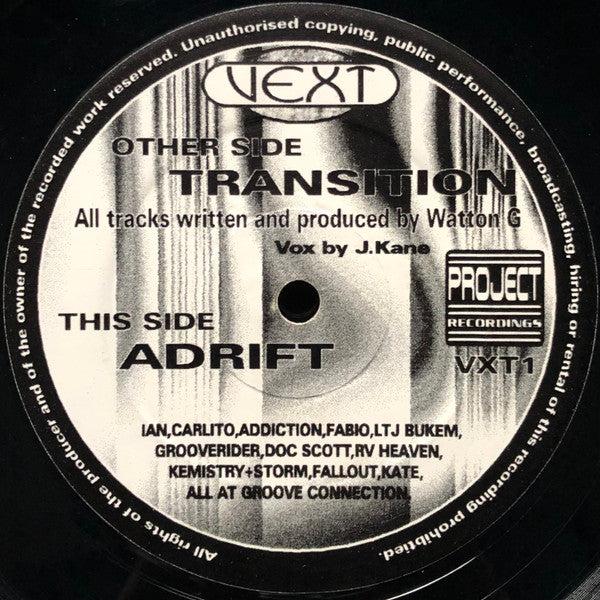 All rights of the producer and of the owner of the recorded work reserved. Unauthorised copying, public performance, broadcasting, hiring or rental of this recording prohibtied.
VEXT
OTHER SIDE
TRANSITION
All tracks written and produced by Watton G
Vox by J.Kane
PROJECT
RECORDINGS
THIS SIDE
ADRIFT
VXT1
IAN,CARLITO,ADDICTION,FABIO,LTJ BUKEM,
GROOVERIDER,DOC SCOTT,RV HEAVEN,
KEMISTRY+STORM,FALLOUT,KATE,
ALL AT GROOVE CONNECTION,